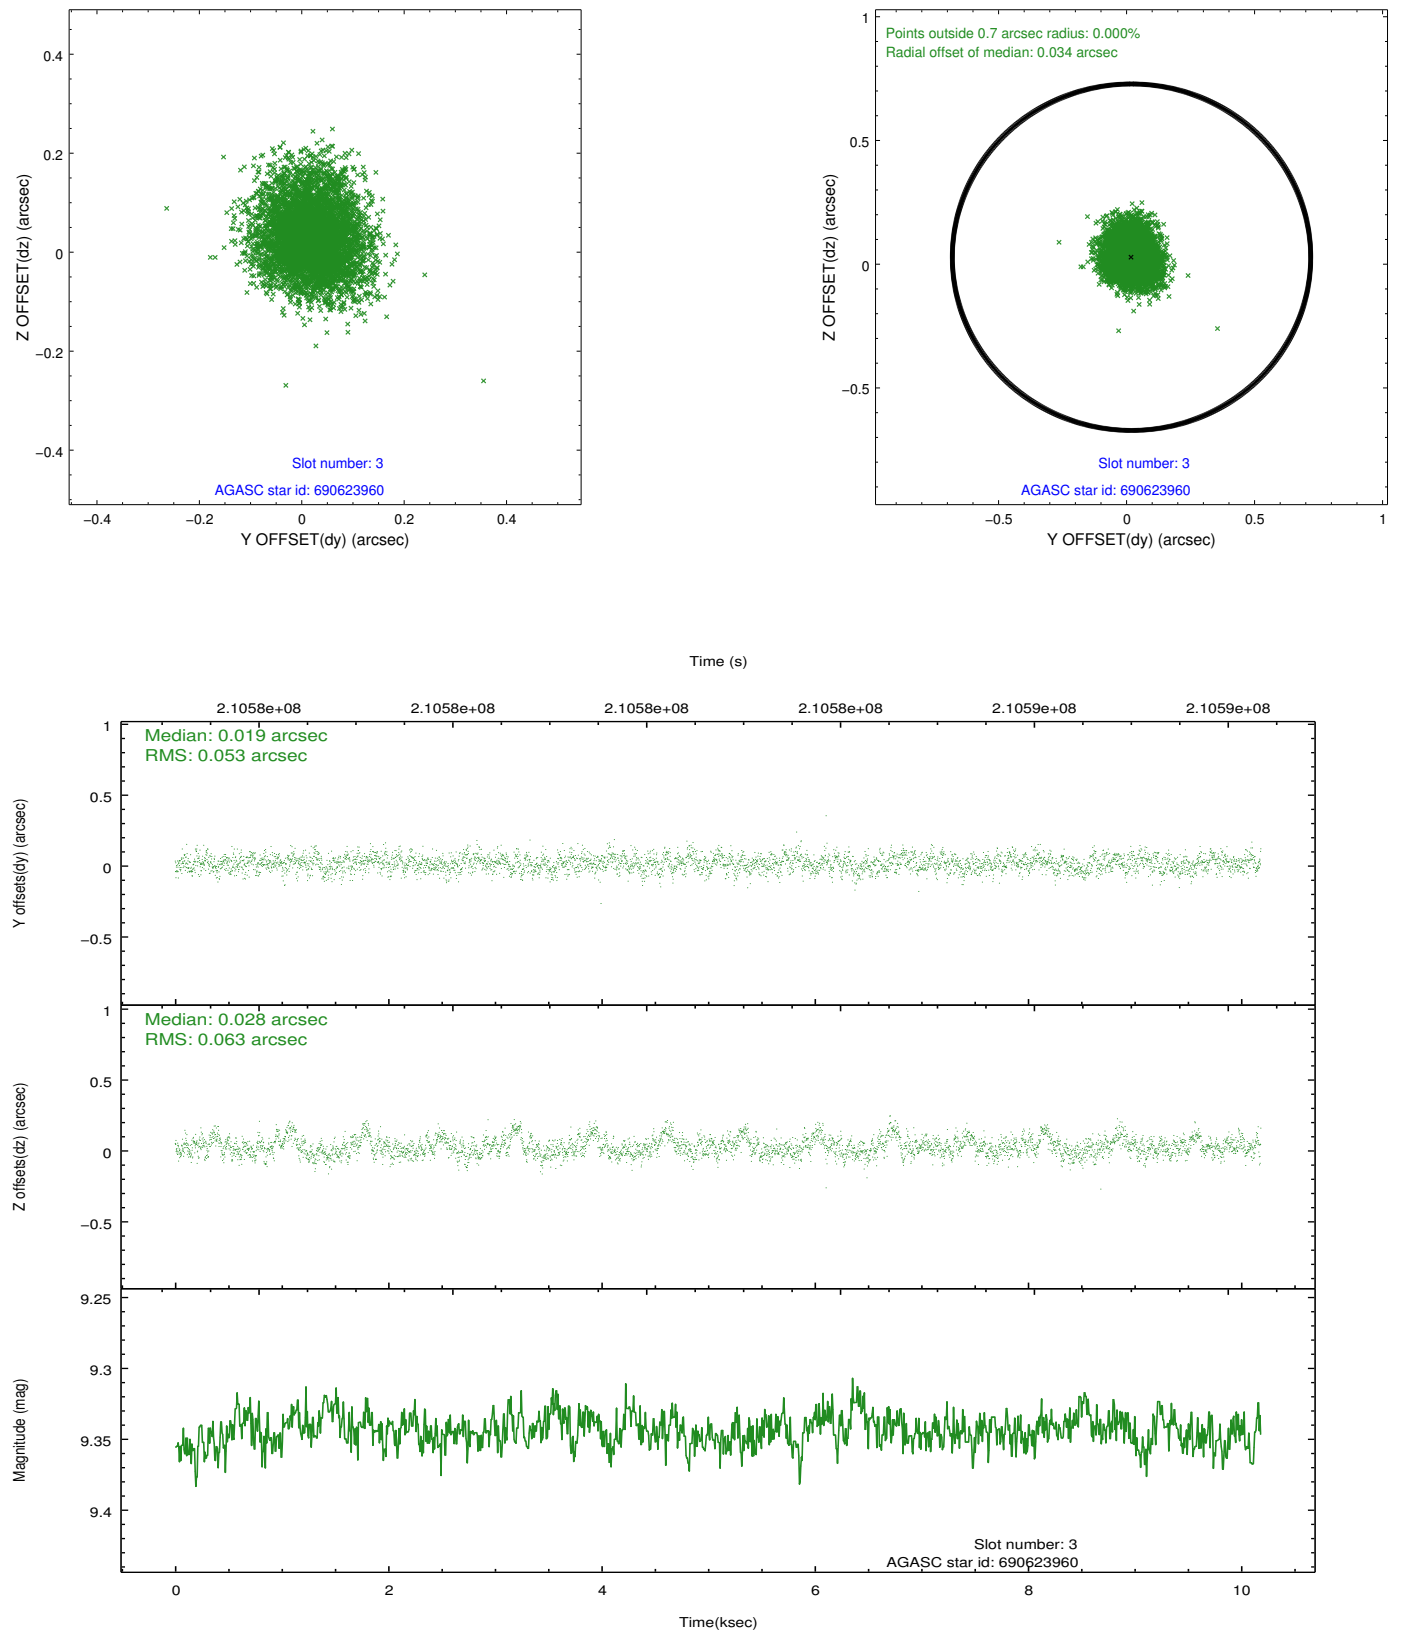 0.4
0.2
0
−0.2
−0.4
Z OFFSET(dz) (arcsec)
Slot number: 3
AGASC star id: 690623960
−0.4 −0.2 0 0.2 0.4
Y OFFSET(dy) (arcsec)
Points outside 0.7 arcsec radius: 0.000%
Radial offset of median: 0.034 arcsec
1
0.5
0
−0.5
Z OFFSET(dz) (arcsec)
Slot number: 3
AGASC star id: 690623960
−0.5 0 0.5 1
Y OFFSET(dy) (arcsec)
Time (s)
2.1058e+08 2.1058e+08 2.1058e+08 2.1058e+08 2.1059e+08 2.1059e+08
Median: 0.019 arcsec
RMS: 0.053 arcsec
1
0.5
0
−0.5
Y offsets(dy) (arcsec)
Median: 0.028 arcsec
RMS: 0.063 arcsec
1
0.5
0
−0.5
Z offsets(dz) (arcsec)
9.25
9.3
9.35
9.4
Magnitude (mag)
Slot number: 3
AGASC star id: 690623960
0 2 4 6 8 10
Time(ksec)